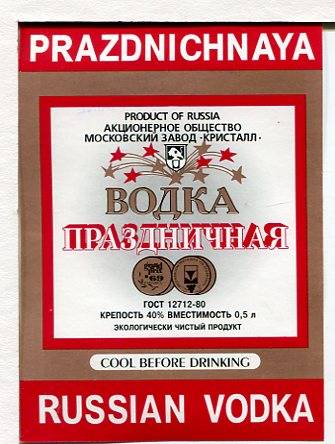 PRAZDNICHNAYA
PRODUCT OF RUSSIA
АКЦИОНЕРНОЕ ОБЩЕСТВО
МОСКОВСКИЙ ЗАВОД «КРИСТАЛЛ»
ВОДКА
ПРАЗДНИЧНАЯ
69
ГОСТ 12712-80
КРЕПОСТЬ 40% ВМЕСТИМОСТЬ 0,5 л
ЭКОЛОГИЧЕСКИ ЧИСТЫЙ ПРОДУКТ
COOL BEFORE DRINKING
RUSSIAN VODKA